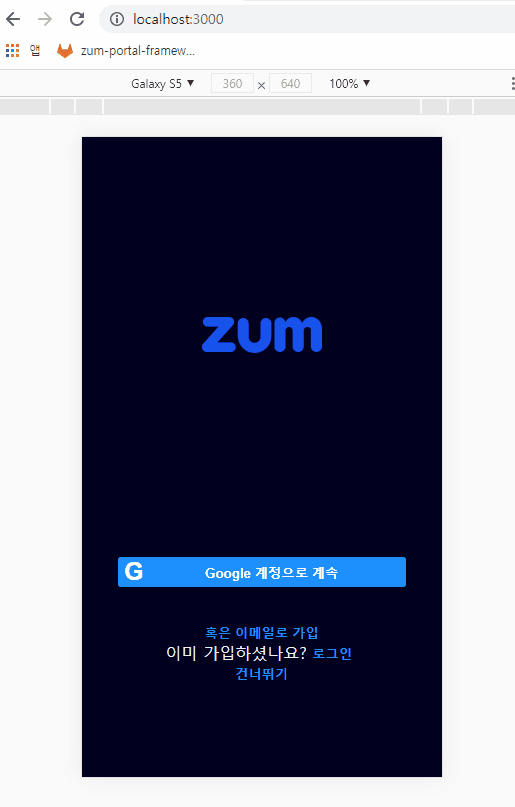 localhost:3000
앱 zum-portal-framew...
Galaxy S5 ▼ 360 × 640 100% ▼
zum
G Google 계정으로 계속
혹은 이메일로 가입
이미 가입하셨나요? 로그인
건너뛰기